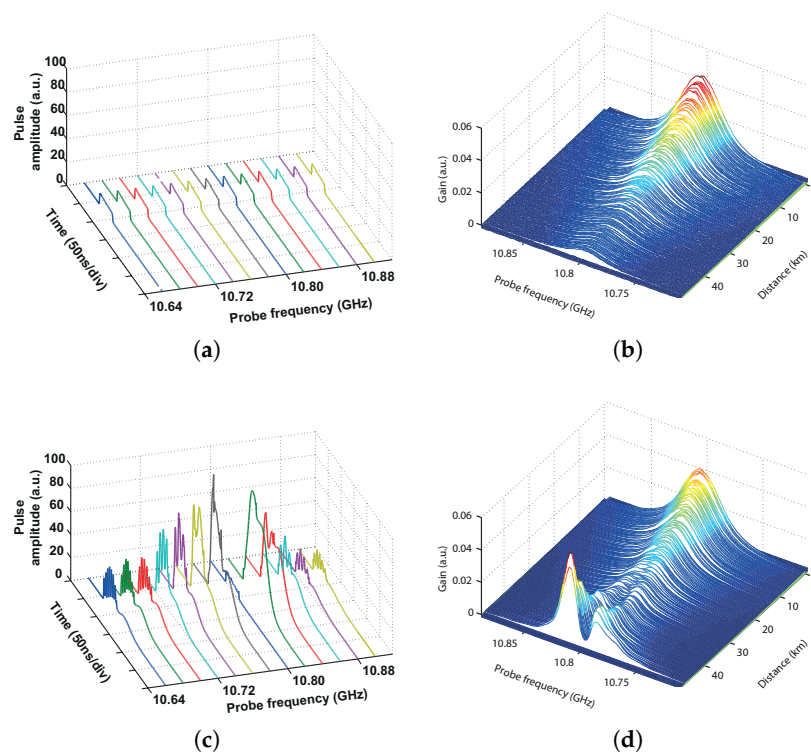 100
80
60
40
20
0
Pulse
amplitude (a.u.)
Time (50ns/div)
10.64
10.72
10.80
10.88
Probe frequency (GHz)
(a)
0.06
0.04
0.02
0
Gain (a.u.)
10.85
10.8
10.75
Probe frequency (GHz)
10
20
30
40
Distance (km)
(b)
100
80
60
40
20
0
Pulse
amplitude (a.u.)
Time (50ns/div)
10.64
10.72
10.80
10.88
Probe frequency (GHz)
(c)
0.06
0.04
0.02
0
Gain (a.u.)
10.85
10.8
10.75
Probe frequency (GHz)
10
20
30
40
Distance (km)
(d)